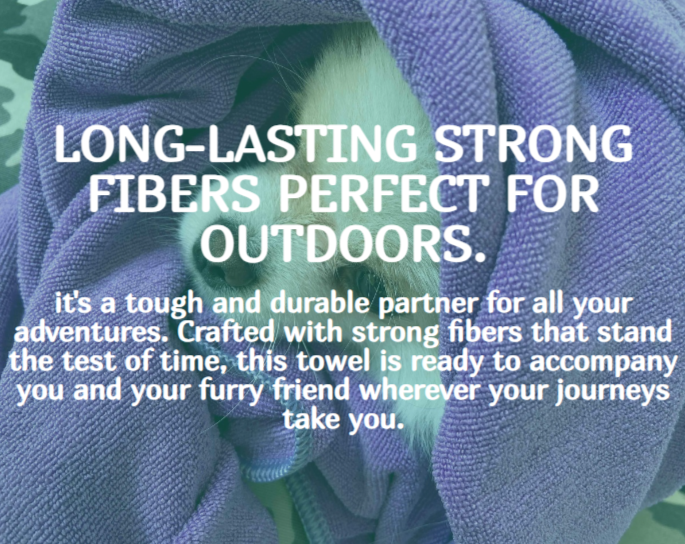 LONG-LASTING STRONG
FIBERS PERFECT FOR
OUTDOORS.
it's a tough and durable partner for all your
adventures. Crafted with strong fibers that stand
the test of time, this towel is ready to accompany
you and your furry friend wherever your journeys
take you.